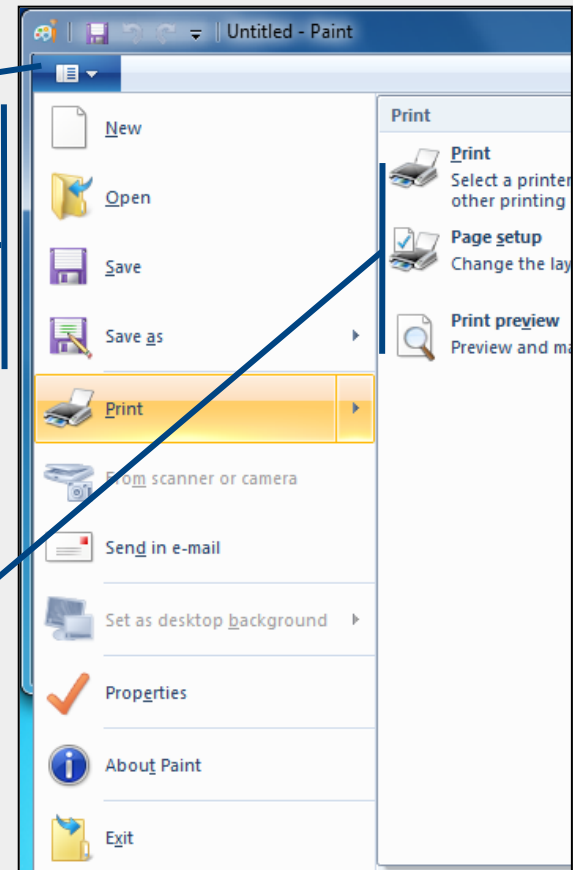 Untitled - Paint
New
Open
Save
Save as
Print
From scanner or camera
Send in e-mail
Set as desktop background
Properties
About Paint
Exit
Print
Print
Select a printer
other printing
Page setup
Change the lay
Print preview
Preview and ma